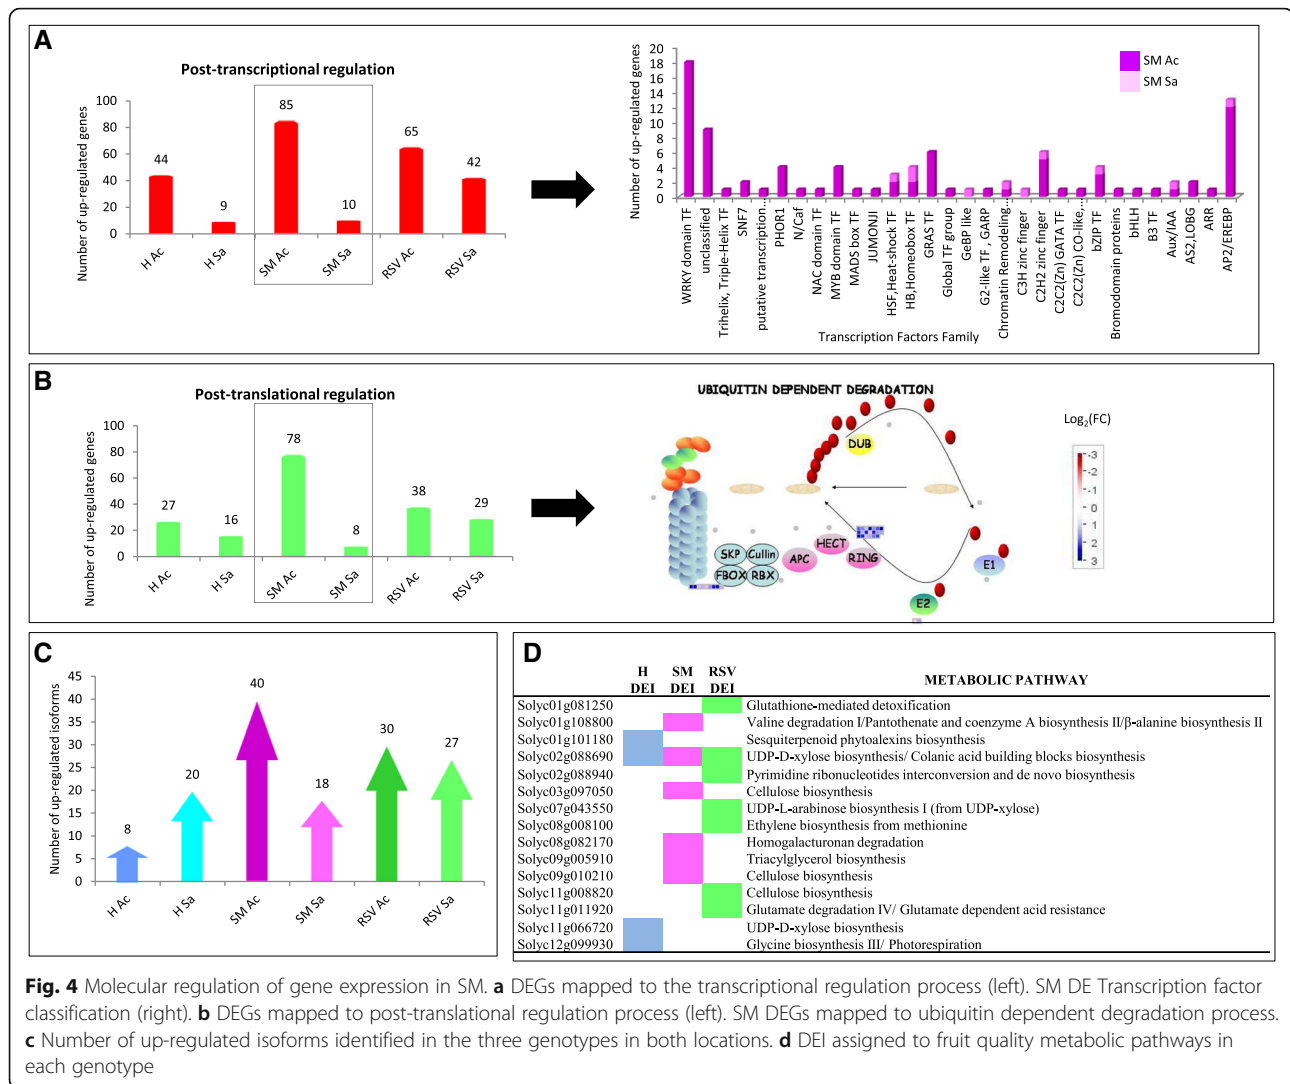 A
Post-transcriptional regulation
Number of up-regulated genes
100
80
60
40
20
0
44
9
85
10
65
42
H Ac
H Sa
SM Ac
SM Sa
RSV Ac
RSV Sa
Number of up-regulated genes
20
18
16
14
12
10
8
6
4
2
0
SM Ac
SM Sa
WRKY domain TF
unclassified
Trihelix, Triple-Helix TF
SNF7
putative transcription...
PHOR1
N/Caf
NAC domain TF
MYB domain TF
MADS box TF
JUMONJI
HSF,Heat-shock TF
HB,Homeobox TF
GRAS TF
Global TF group
GeBP like
G2-like TF , GARP
Chromatin Remodeling...
C3H zinc finger
C2H2 zinc finger
C2C2(Zn) GATA TF
C2C2(Zn) CO-like,...
bZIP TF
Bromodomain proteins
bHLH
B3 TF
Aux/IAA
AS2,LOBG
ARR
AP2/EREBP
Transcription Factors Family
B
Post-translational regulation
Number of up-regulated genes
100
80
60
40
20
0
27
16
78
8
38
29
H Ac
H Sa
SM Ac
SM Sa
RSV Ac
RSV Sa
UBIQUITIN DEPENDENT DEGRADATION
DUB
SKP
Cullin
FBOX
RBX
APC
HECT
RING
E1
E2
Log2(FC)
-3
-2
-1
0
1
2
3
C
Number of up-regulated isoforms
45
40
35
30
25
20
15
10
5
0
8
20
40
18
30
27
H Ac
H Sa
SM Ac
SM Sa
RSV Ac
RSV Sa
D
H DEI SM DEI RSV DEI METABOLIC PATHWAY
Solyc01g081250 Glutathione-mediated detoxification
Solyc01g108800 Valine degradation I/Pantothenate and coenzyme A biosynthesis II/β-alanine biosynthesis II
Solyc01g101180 Sesquiterpenoid phytoalexins biosynthesis
Solyc02g088690 UDP-D-xylose biosynthesis/ Colanic acid building blocks biosynthesis
Solyc02g088940 Pyrimidine ribonucleotides interconversion and de novo biosynthesis
Solyc03g097050 Cellulose biosynthesis
Solyc07g043550 UDP-L-arabinose biosynthesis I (from UDP-xylose)
Solyc08g008100 Ethylene biosynthesis from methionine
Solyc08g082170 Homogalacturonan degradation
Solyc09g005910 Triacylglycerol biosynthesis
Solyc09g010210 Cellulose biosynthesis
Solyc11g008820 Cellulose biosynthesis
Solyc11g011920 Glutamate degradation IV/ Glutamate dependent acid resistance
Solyc11g066720 UDP-D-xylose biosynthesis
Solyc12g099930 Glycine biosynthesis III/ Photorespiration
Fig. 4 Molecular regulation of gene expression in SM. a DEGs mapped to the transcriptional regulation process (left). SM DE Transcription factor
classification (right). b DEGs mapped to post-translational regulation process (left). SM DEGs mapped to ubiquitin dependent degradation process.
c Number of up-regulated isoforms identified in the three genotypes in both locations. d DEI assigned to fruit quality metabolic pathways in
each genotype